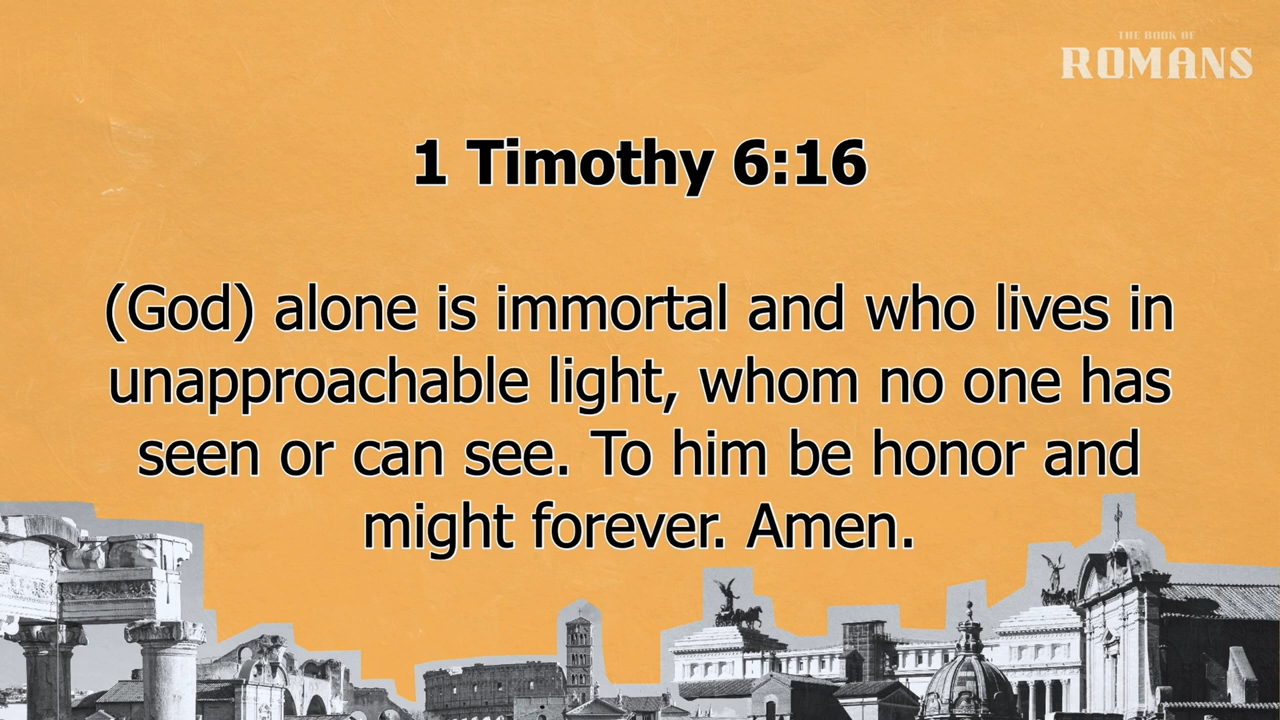 THE BOOK OF
ROMANS
1 Timothy 6:16
(God) alone is immortal and who lives in
unapproachable light, whom no one has
seen or can see. To him be honor and
might forever. Amen.